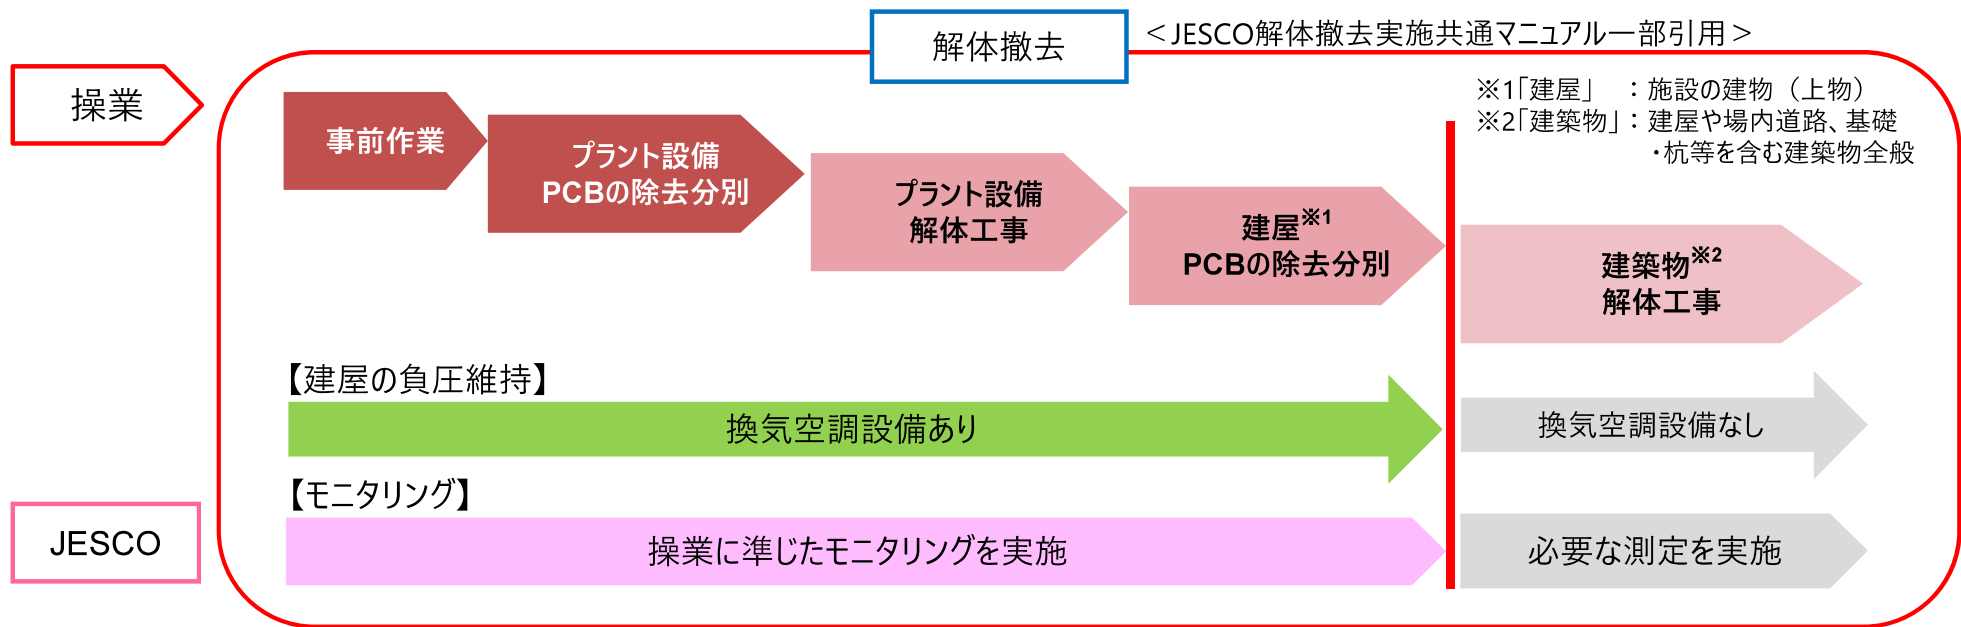 解体撤去
＜JESCO解体撤去実施共通マニュアル一部引用＞
操業
※1「建屋」　：施設の建物（上物）
※2「建築物」：建屋や場内道路、基礎
・杭等を含む建築物全般
事前作業
プラント設備
PCBの除去分別
プラント設備
解体工事
建屋※1
PCBの除去分別
建築物※2
解体工事
【建屋の負圧維持】
換気空調設備あり
換気空調設備なし
【モニタリング】
JESCO
操業に準じたモニタリングを実施
必要な測定を実施